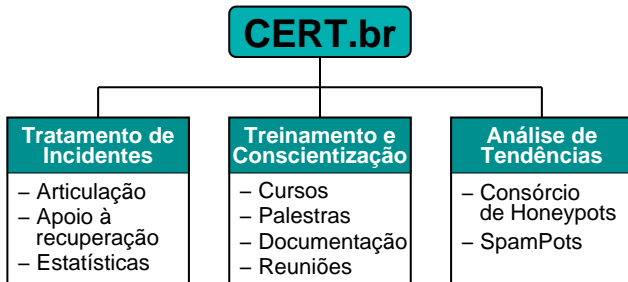 CERT.br
Tratamento de
Incidentes
– Articulação
– Apoio à
recuperação
– Estatísticas
Treinamento e
Conscientização
– Cursos
– Palestras
– Documentação
– Reuniões
Análise de
Tendências
– Consórcio
de Honeypots
– SpamPots